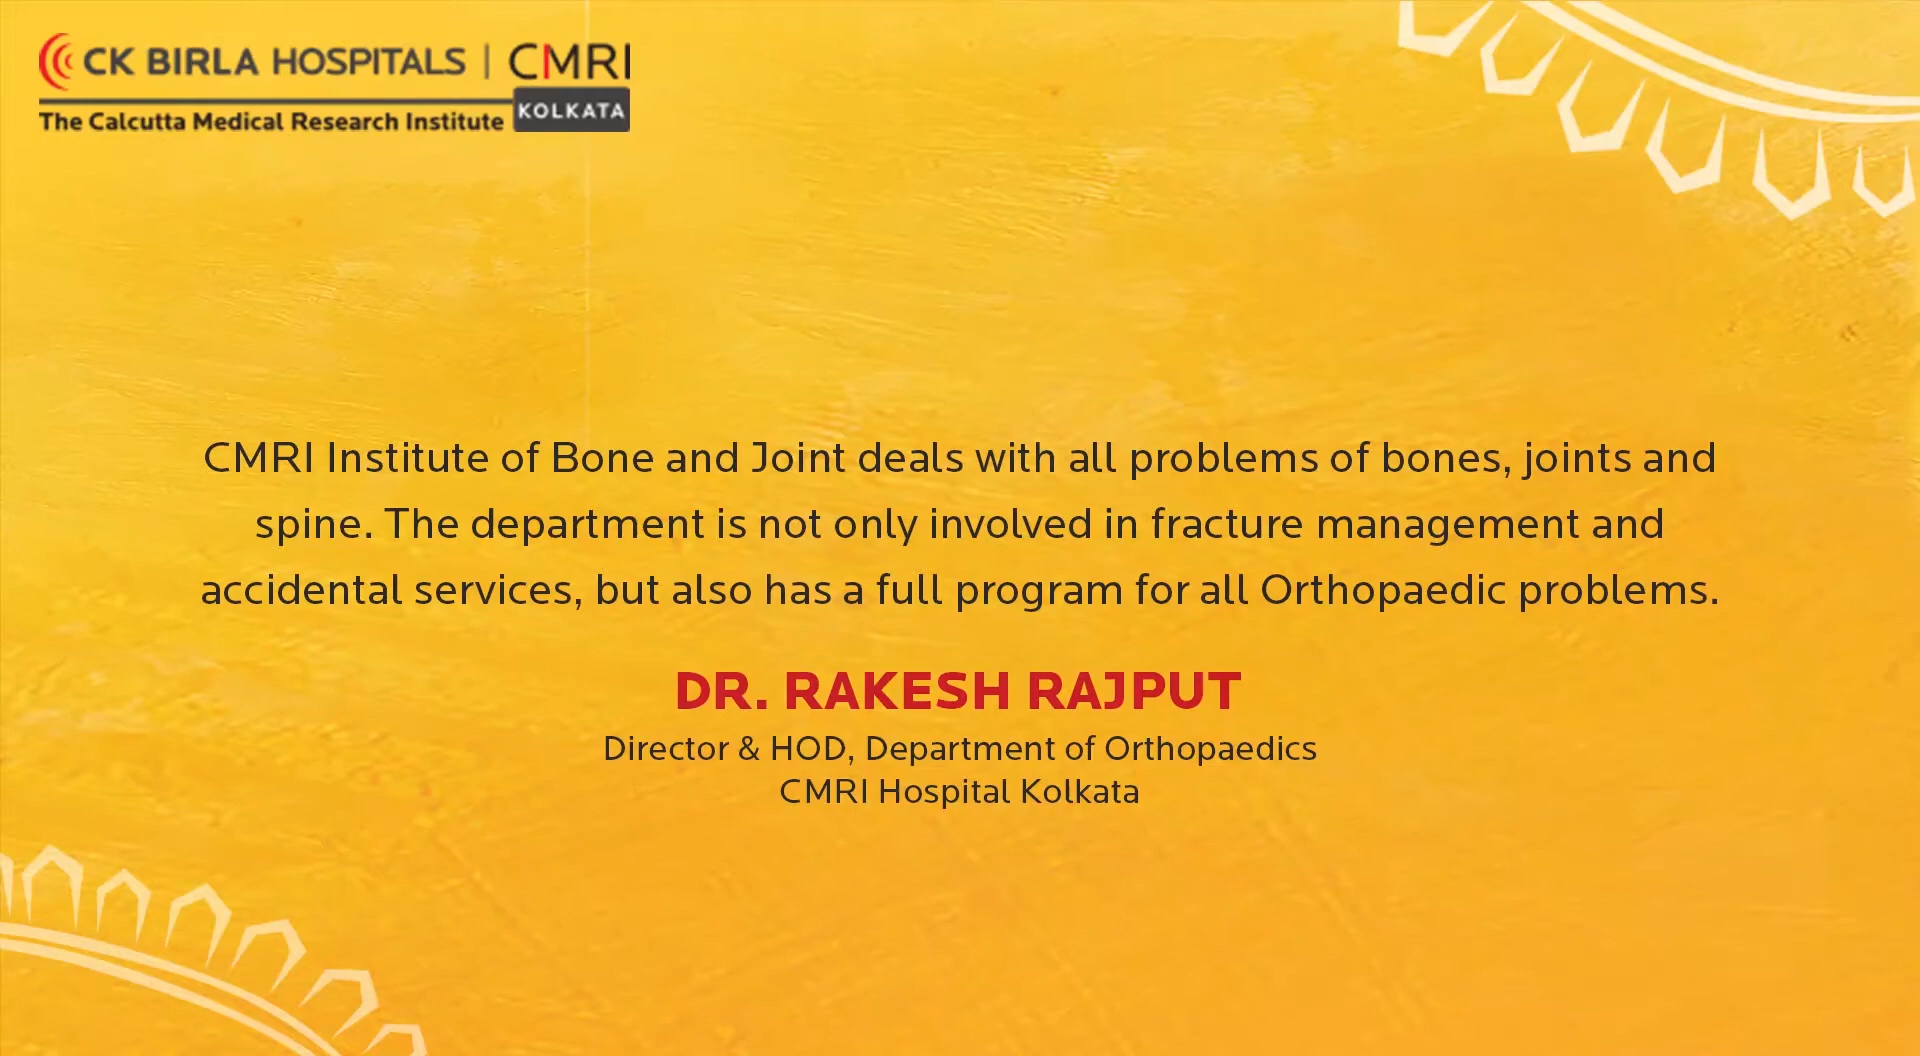 CK BIRLA HOSPITALS | CMRI
The Calcutta Medical Research Institute KOLKATA
CMRI Institute of Bone and Joint deals with all problems of bones, joints and
spine. The department is not only involved in fracture management and
accidental services, but also has a full program for all Orthopaedic problems.
DR. RAKESH RAJPUT
Director & HOD, Department of Orthopaedics
CMRI Hospital Kolkata